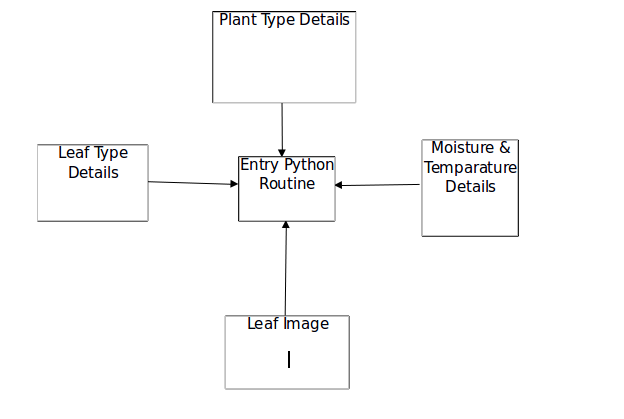 Plant Type Details
Leaf Type
Details
Entry Python
Routine
Moisture &
Temparature
Details
Leaf Image